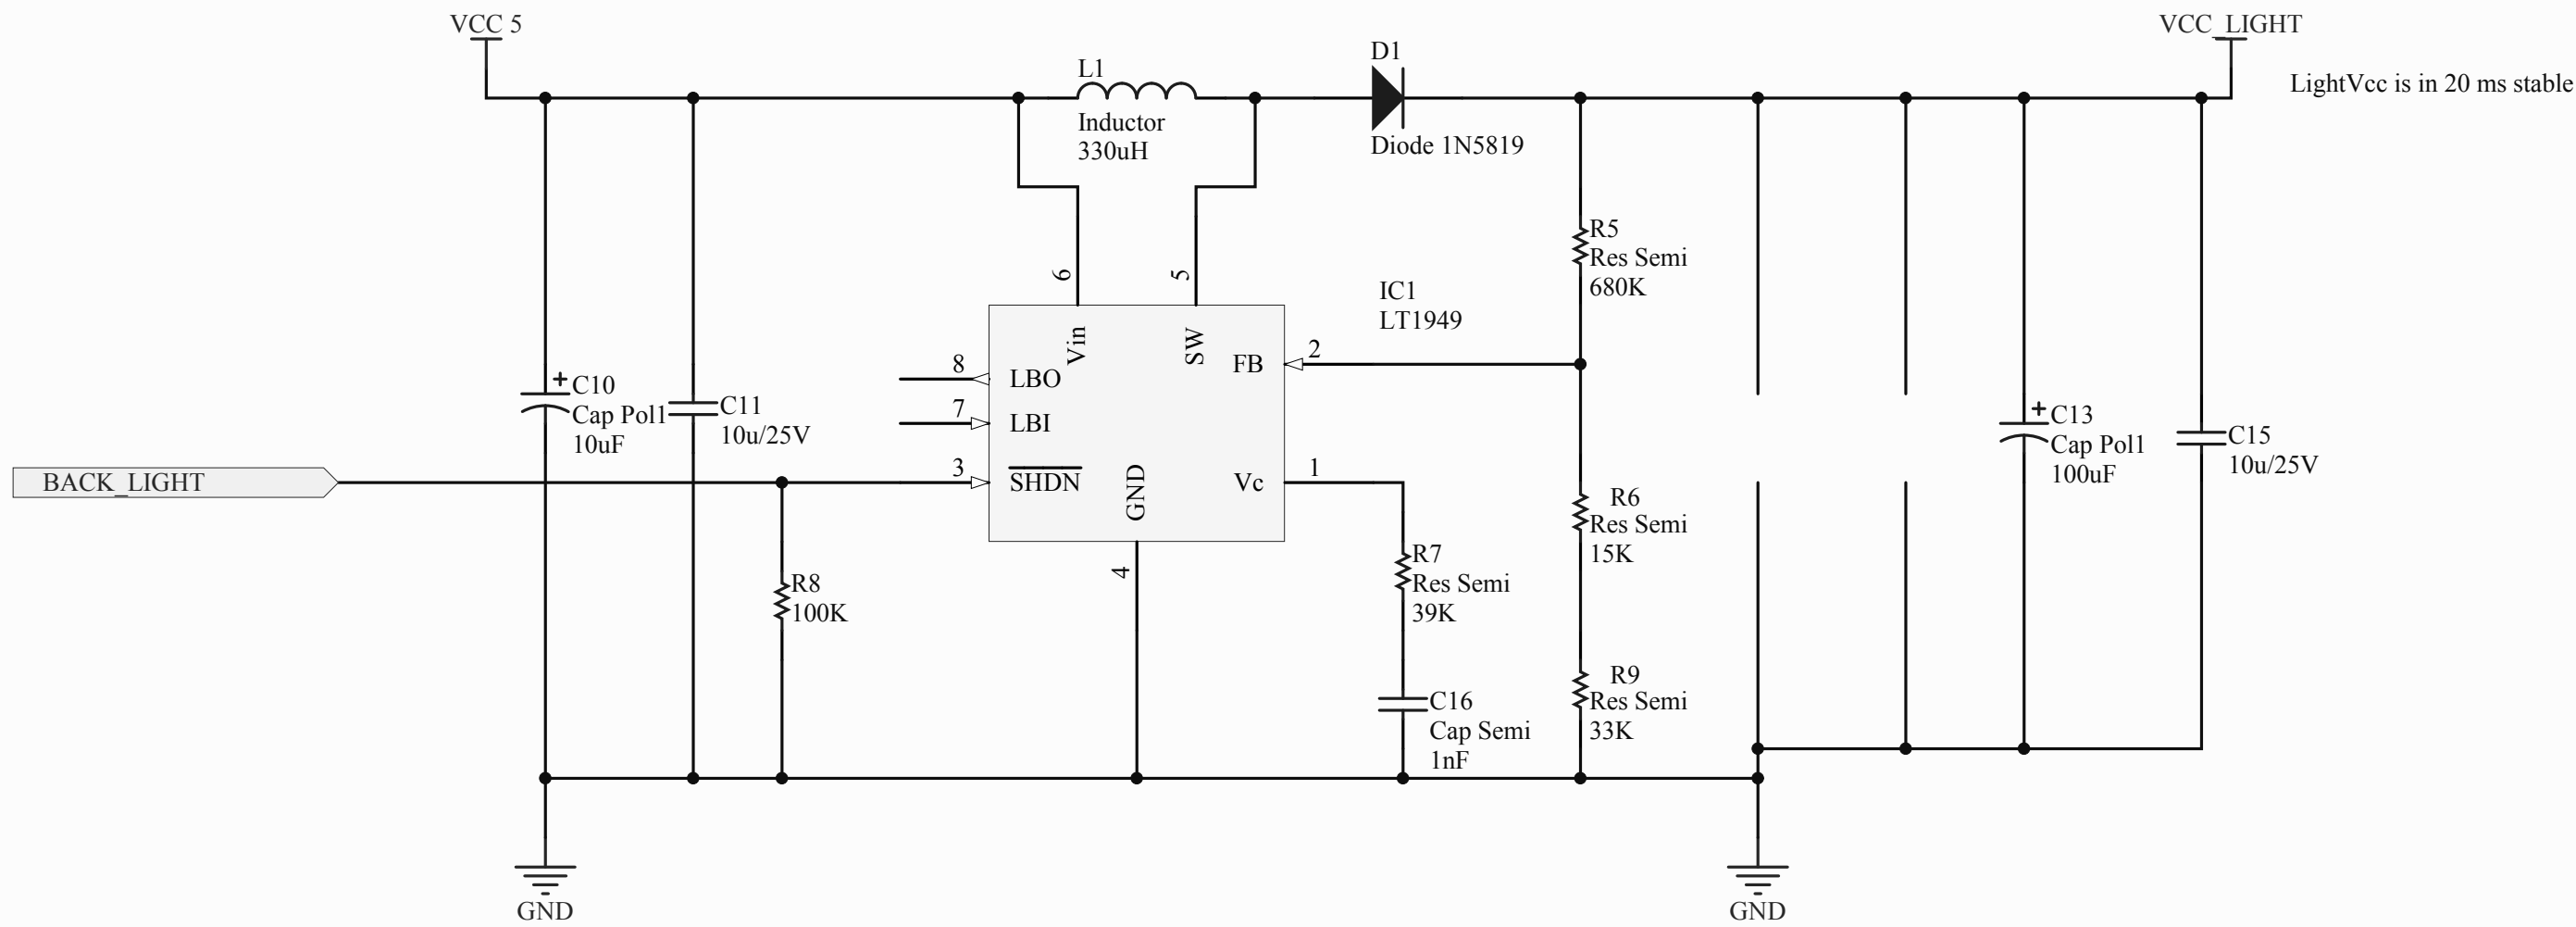 VCC 5
VCC_LIGHT
LightVcc is in 20 ms stable
L1
Inductor
330uH
D1
Diode 1N5819
R5
Res Semi
680K
IC1
LT1949
6
5
Vin
SW
8
LBO
7
LBI
3
SHDN
GND
4
FB
2
Vc
1
+
C10
Cap Pol1
10uF
C11
10u/25V
BACK_LIGHT
R8
100K
R7
Res Semi
39K
C16
Cap Semi
1nF
R6
Res Semi
15K
R9
Res Semi
33K
+
C13
Cap Pol1
100uF
C15
10u/25V
GND
GND